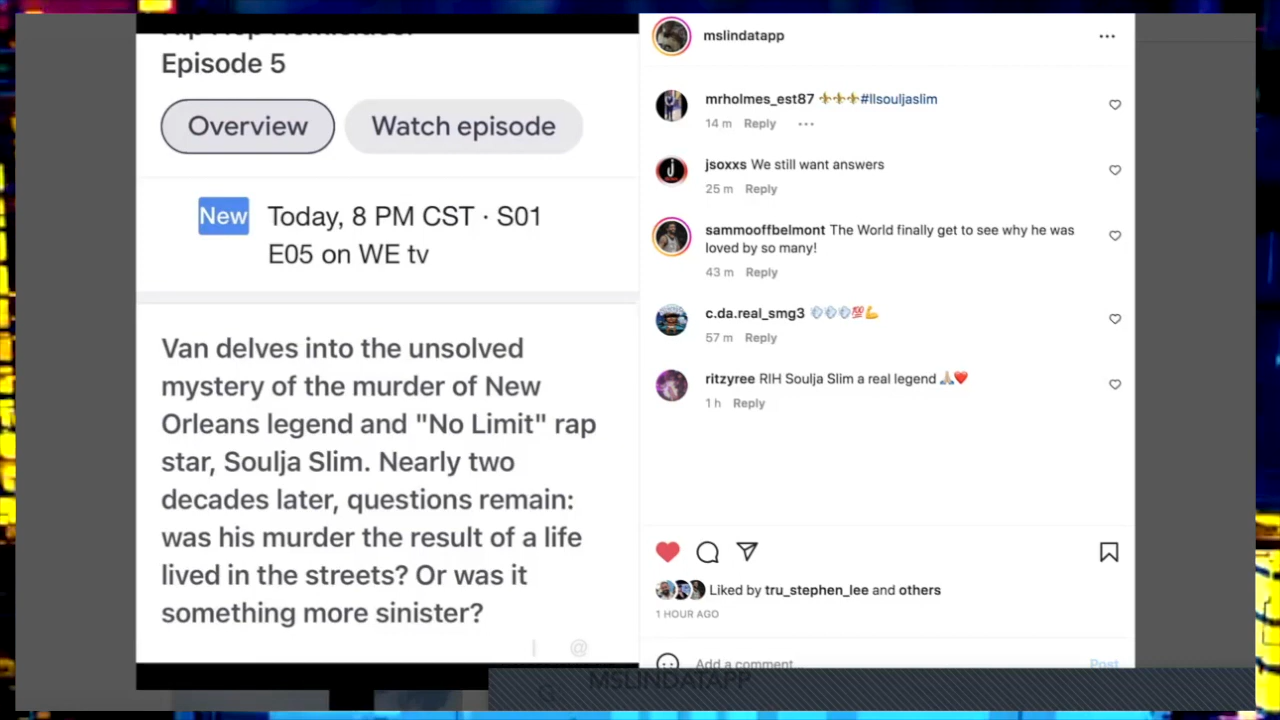 Episode 5
Overview
Watch episode
New
Today, 8 PM CST · S01
E05 on WE tv
Van delves into the unsolved
mystery of the murder of New
Orleans legend and "No Limit" rap
star, Soulja Slim. Nearly two
decades later, questions remain:
was his murder the result of a life
lived in the streets? Or was it
something more sinister?
@
mslindatapp
mrholmes_est87 ⚜️⚜️⚜️#llsouljaslim
14 m Reply
jsoxxs We still want answers
25 m Reply
sammooffbelmont The World finally get to see why he was
loved by so many!
43 m Reply
c.da.real_smg3 💨💨💨💯💪
57 m Reply
ritzyree RIH Soulja Slim a real legend 🙏🏼❤️
1 h Reply
Liked by tru_stephen_lee and others
1 HOUR AGO
Add a comment...
Post
MSLINDATAPP